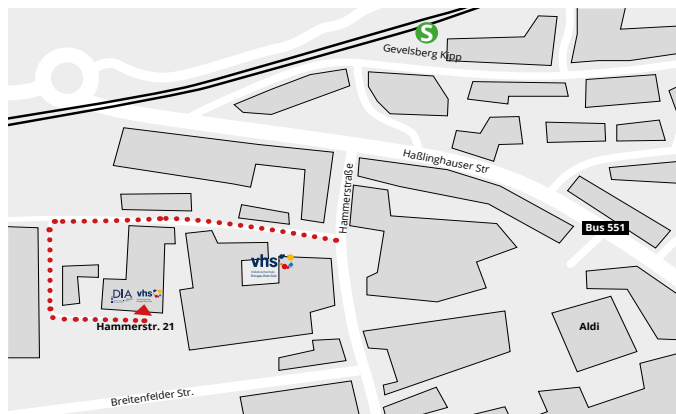 S
Gevelsberg Kipp
Haßlinghauser Str
Hammerstraße
Bus 551
vhs
DIA
vhs
Hammerstr. 21
Aldi
Breitenfelder Str.